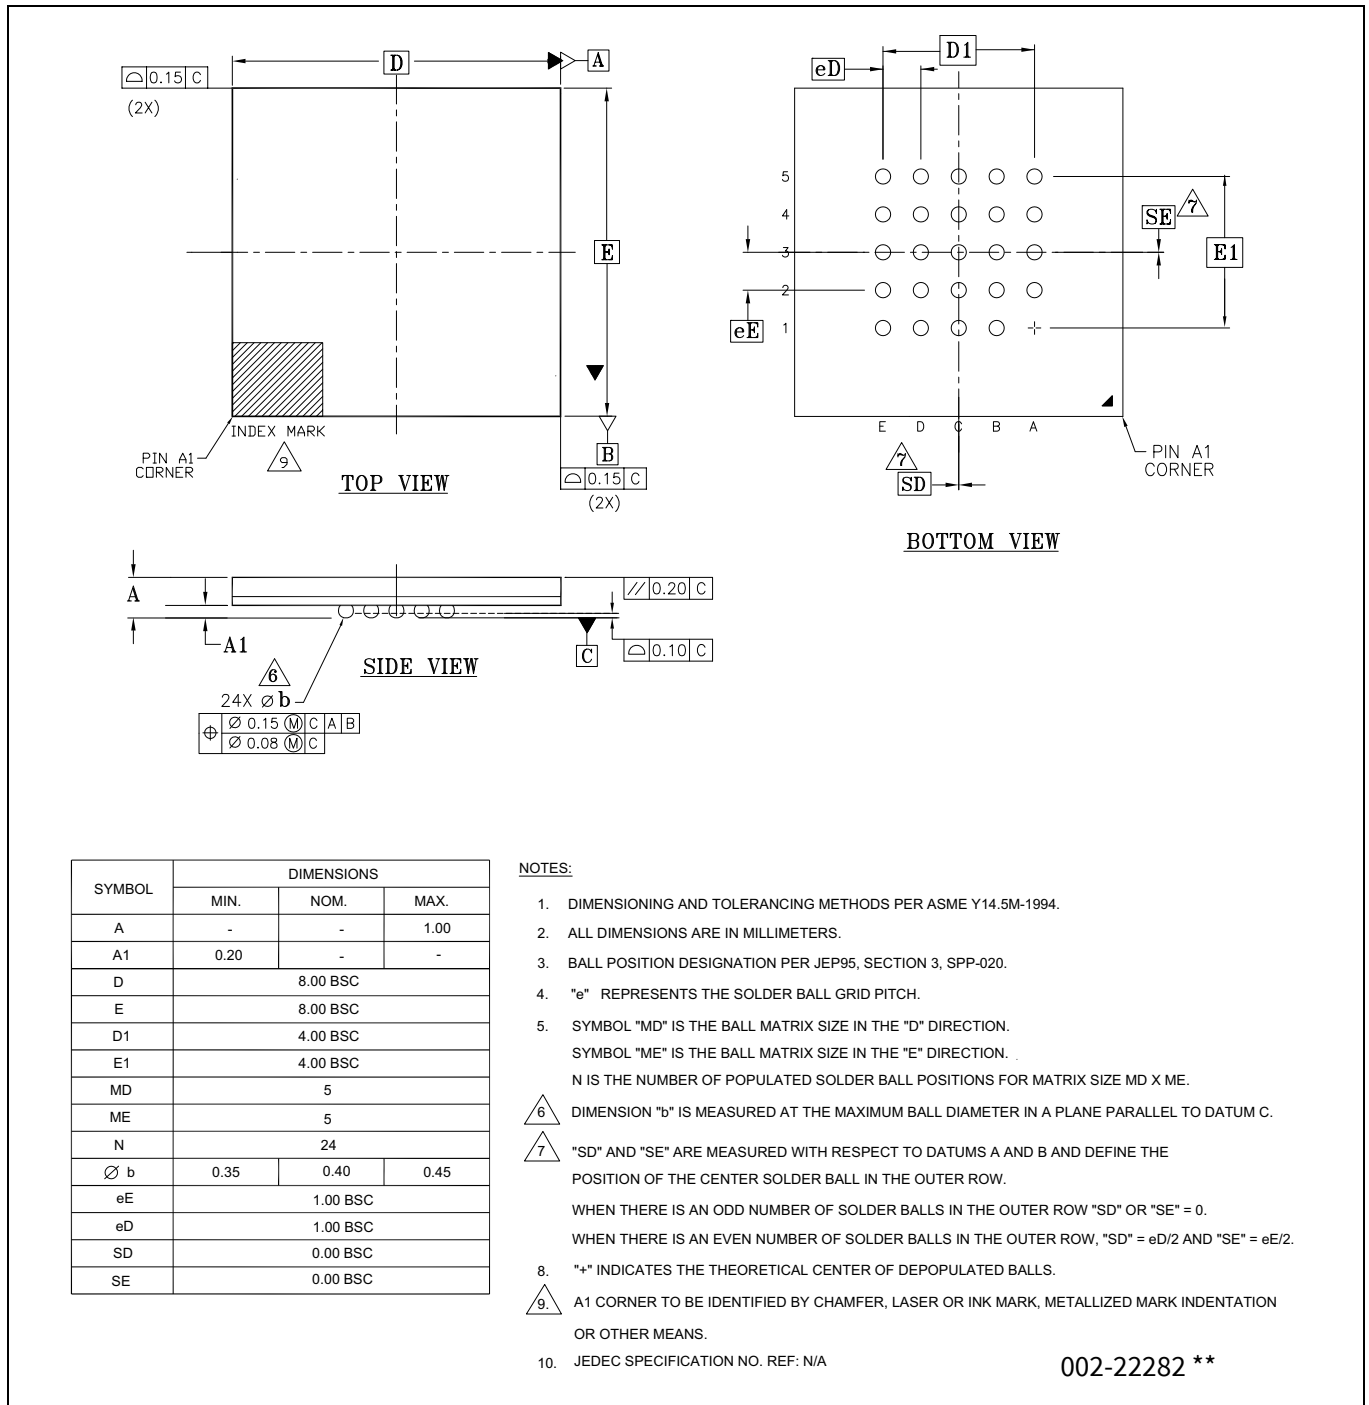 D
A
0.15 C
(2X)
E
INDEX MARK
9
PIN A1
CORNER
B
0.15 C
(2X)
TOP VIEW
D1
eD
5
4
3
2
1
SE
7
E1
eE
E D C B A
7
SD
PIN A1
CORNER
BOTTOM VIEW
A
A1
// 0.20 C
C
0.10 C
SIDE VIEW
6
24X Ø b
⌖ Ø 0.15 Ⓜ C A B
Ø 0.08 Ⓜ C
SYMBOL DIMENSIONS
MIN. NOM. MAX.
A - - 1.00
A1 0.20 - -
D 8.00 BSC
E 8.00 BSC
D1 4.00 BSC
E1 4.00 BSC
MD 5
ME 5
N 24
Ø b 0.35 0.40 0.45
eE 1.00 BSC
eD 1.00 BSC
SD 0.00 BSC
SE 0.00 BSC
NOTES:
1. DIMENSIONING AND TOLERANCING METHODS PER ASME Y14.5M-1994.
2. ALL DIMENSIONS ARE IN MILLIMETERS.
3. BALL POSITION DESIGNATION PER JEP95, SECTION 3, SPP-020.
4. "e" REPRESENTS THE SOLDER BALL GRID PITCH.
5. SYMBOL "MD" IS THE BALL MATRIX SIZE IN THE "D" DIRECTION.
SYMBOL "ME" IS THE BALL MATRIX SIZE IN THE "E" DIRECTION.
N IS THE NUMBER OF POPULATED SOLDER BALL POSITIONS FOR MATRIX SIZE MD X ME.
6 DIMENSION "b" IS MEASURED AT THE MAXIMUM BALL DIAMETER IN A PLANE PARALLEL TO DATUM C.
7 "SD" AND "SE" ARE MEASURED WITH RESPECT TO DATUMS A AND B AND DEFINE THE
POSITION OF THE CENTER SOLDER BALL IN THE OUTER ROW.
WHEN THERE IS AN ODD NUMBER OF SOLDER BALLS IN THE OUTER ROW "SD" OR "SE" = 0.
WHEN THERE IS AN EVEN NUMBER OF SOLDER BALLS IN THE OUTER ROW, "SD" = eD/2 AND "SE" = eE/2.
8. "+" INDICATES THE THEORETICAL CENTER OF DEPOPULATED BALLS.
9. A1 CORNER TO BE IDENTIFIED BY CHAMFER, LASER OR INK MARK, METALLIZED MARK INDENTATION
OR OTHER MEANS.
10. JEDEC SPECIFICATION NO. REF: N/A
002-22282 **